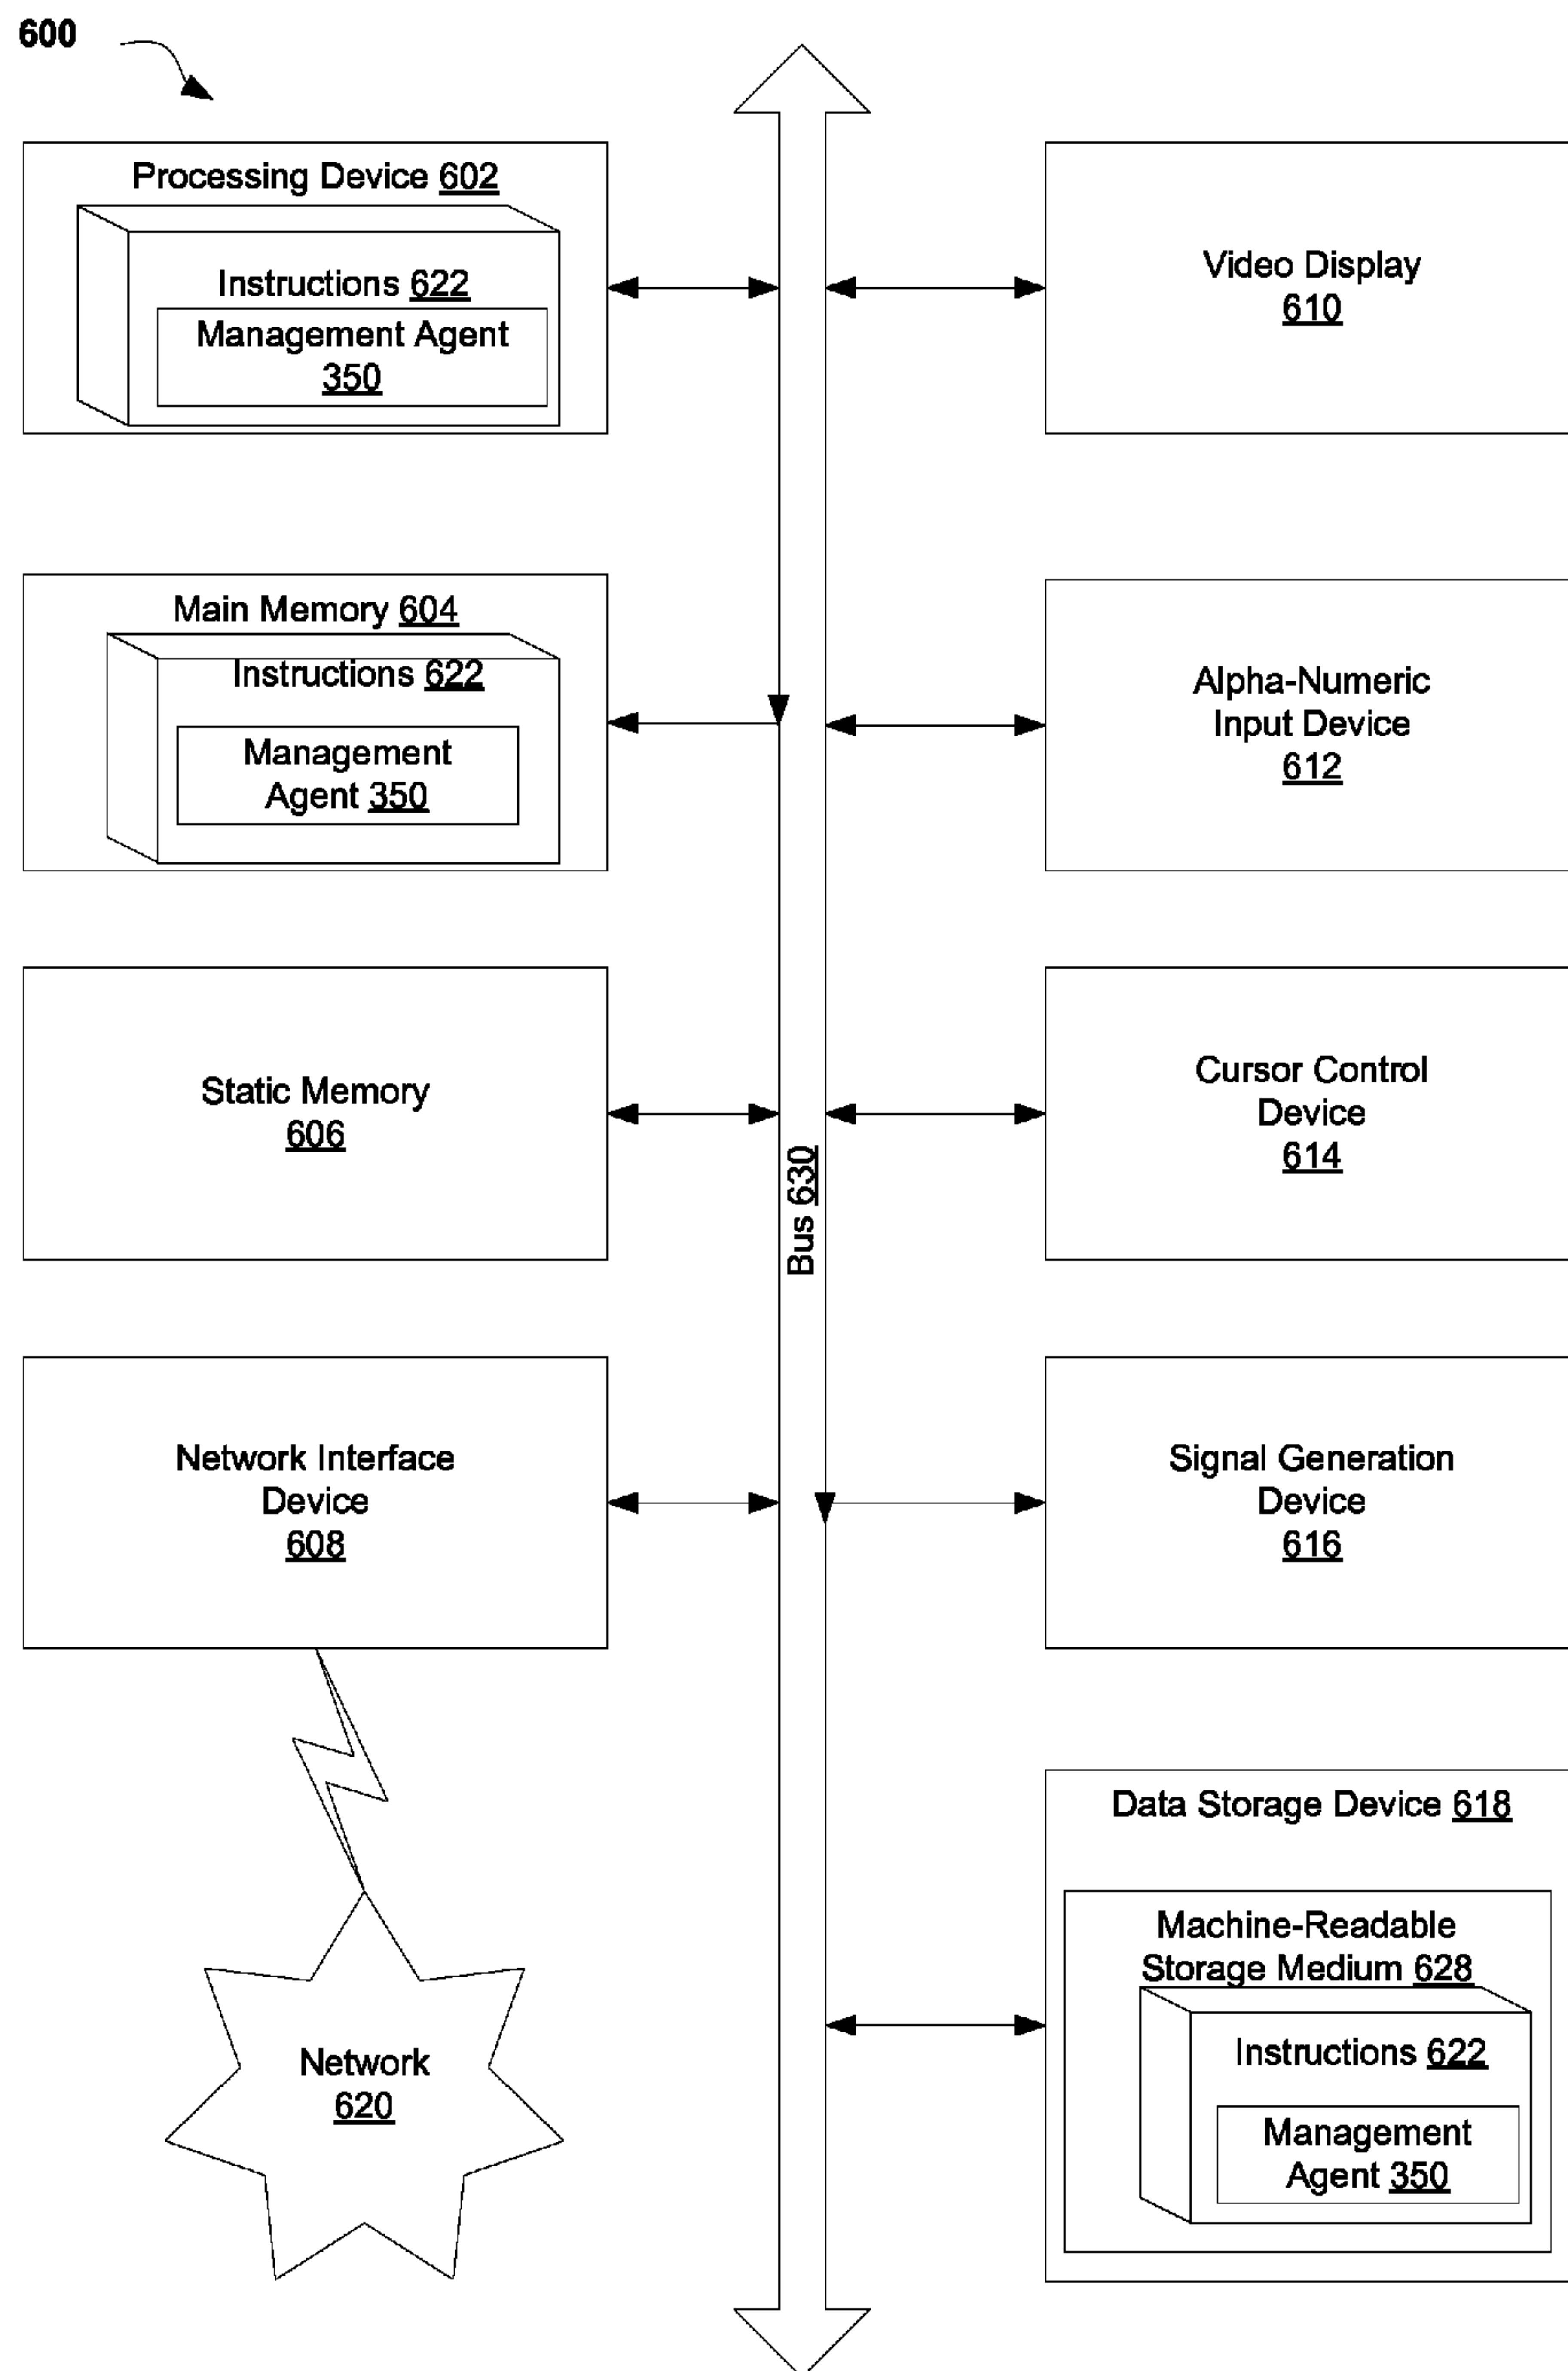 600
Processing Device 602
Instructions 622
Management Agent
350
Main Memory 604
Instructions 622
Management
Agent 350
Static Memory
606
Network Interface
Device
608
Network
620
Bus 630
Video Display
610
Alpha-Numeric
Input Device
612
Cursor Control
Device
614
Signal Generation
Device
616
Data Storage Device 618
Machine-Readable
Storage Medium 628
Instructions 622
Management
Agent 350